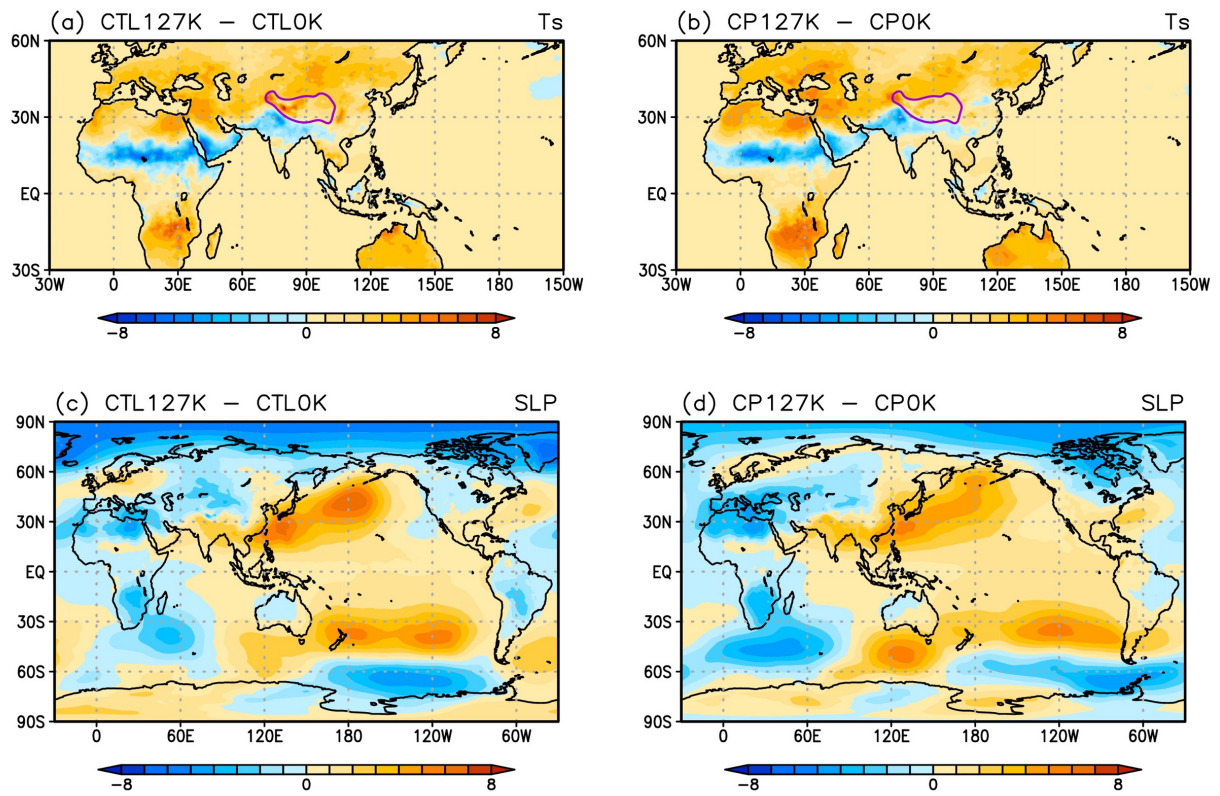 (a) CTL127K − CTL0K Ts
60N
30N
EQ
30S
30W 0 30E 60E 90E 120E 150E 180 150W
−8 0 8
(b) CP127K − CP0K Ts
60N
30N
EQ
30S
30W 0 30E 60E 90E 120E 150E 180 150W
−8 0 8
(c) CTL127K − CTL0K SLP
90N
60N
30N
EQ
30S
60S
90S
0 60E 120E 180 120W 60W
−8 0 8
(d) CP127K − CP0K SLP
90N
60N
30N
EQ
30S
60S
90S
0 60E 120E 180 120W 60W
−8 0 8